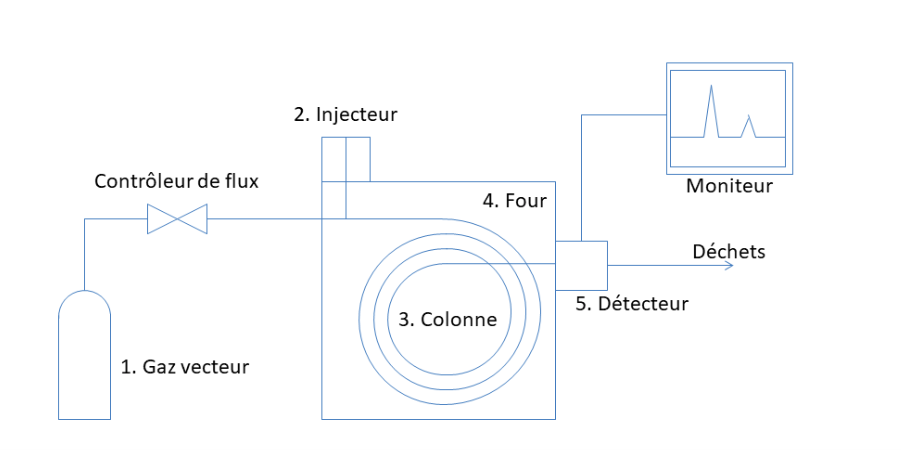 2. Injecteur
Contrôleur de flux
Moniteur
4. Four
Déchets
5. Détecteur
3. Colonne
1. Gaz vecteur